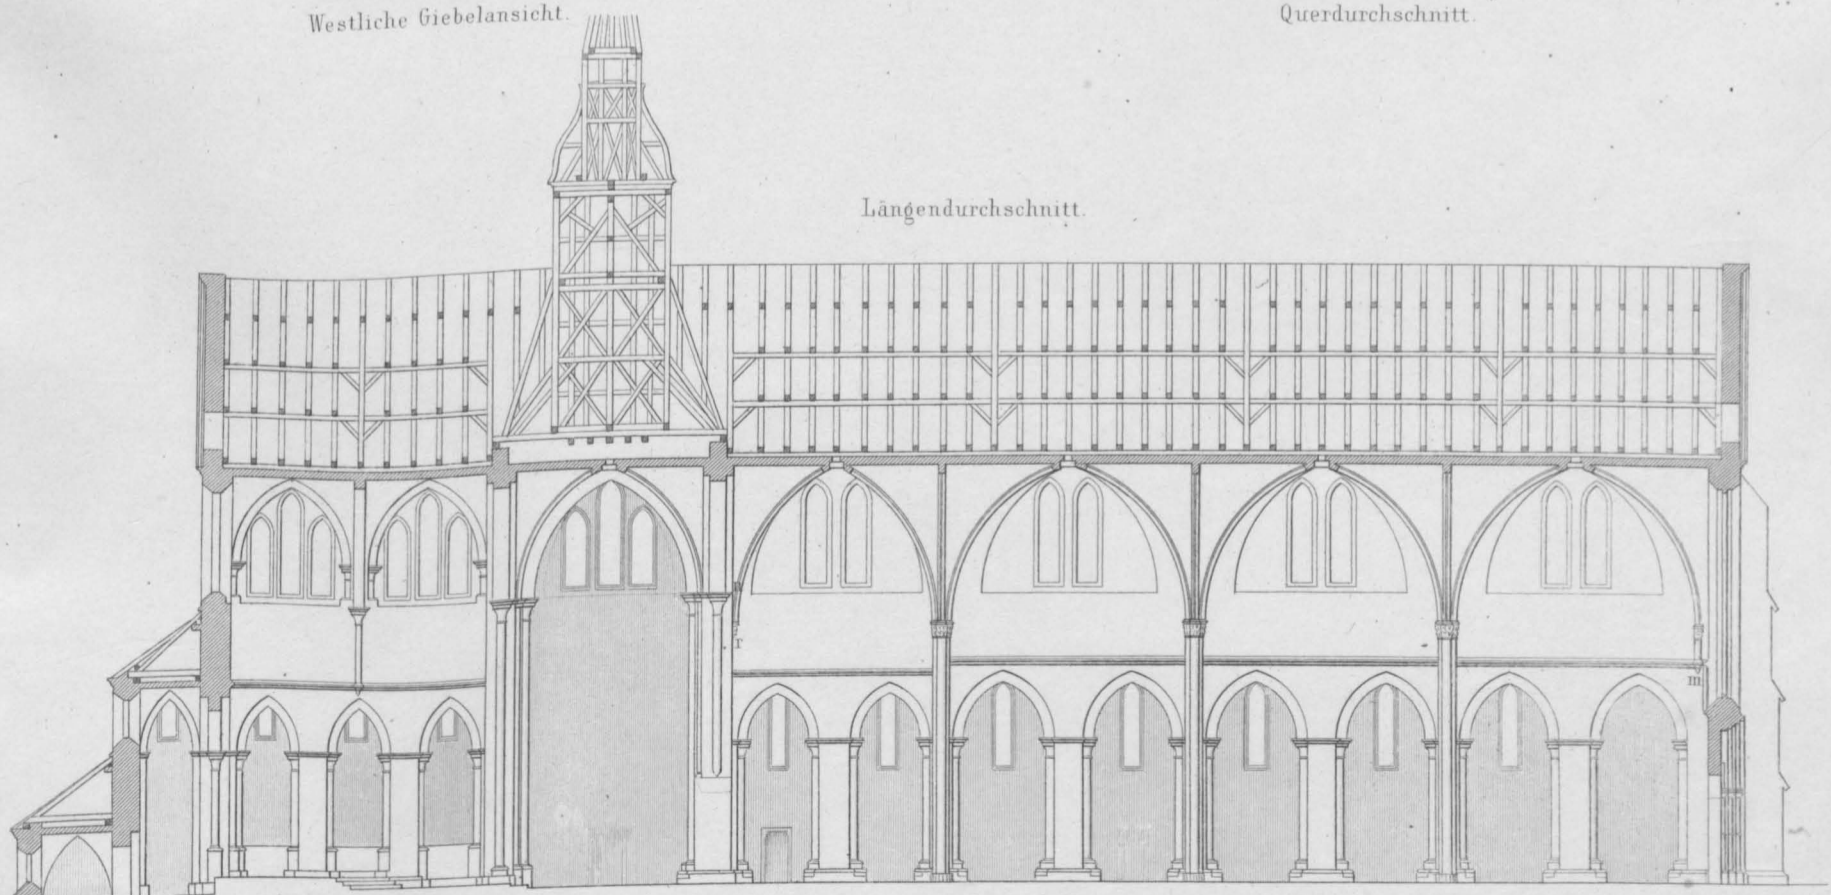 Westliche Giebelansicht.
Querdurchschnitt.
Längendurchschnitt.
r
m